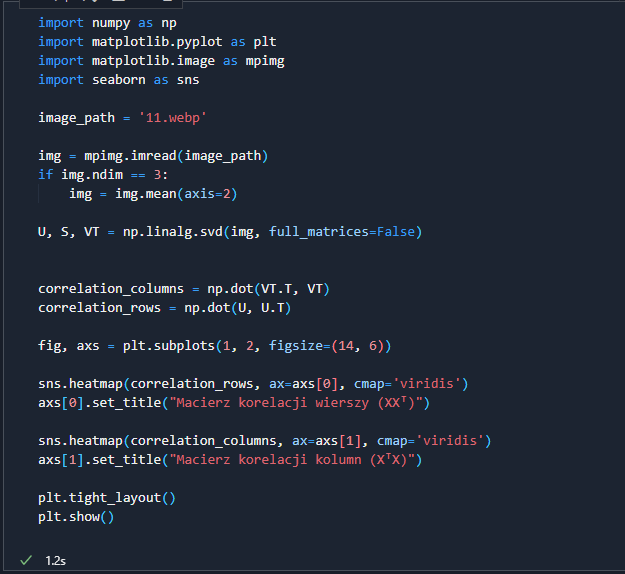 import numpy as np
import matplotlib.pyplot as plt
import matplotlib.image as mpimg
import seaborn as sns
image_path = '11.webp'
img = mpimg.imread(image_path)
if img.ndim == 3:
    img = img.mean(axis=2)
U, S, VT = np.linalg.svd(img, full_matrices=False)
correlation_columns = np.dot(VT.T, VT)
correlation_rows = np.dot(U, U.T)
fig, axs = plt.subplots(1, 2, figsize=(14, 6))
sns.heatmap(correlation_rows, ax=axs[0], cmap='viridis')
axs[0].set_title("Macierz korelacji wierszy (XXᵀ)")
sns.heatmap(correlation_columns, ax=axs[1], cmap='viridis')
axs[1].set_title("Macierz korelacji kolumn (XᵀX)")
plt.tight_layout()
plt.show()
1.2s